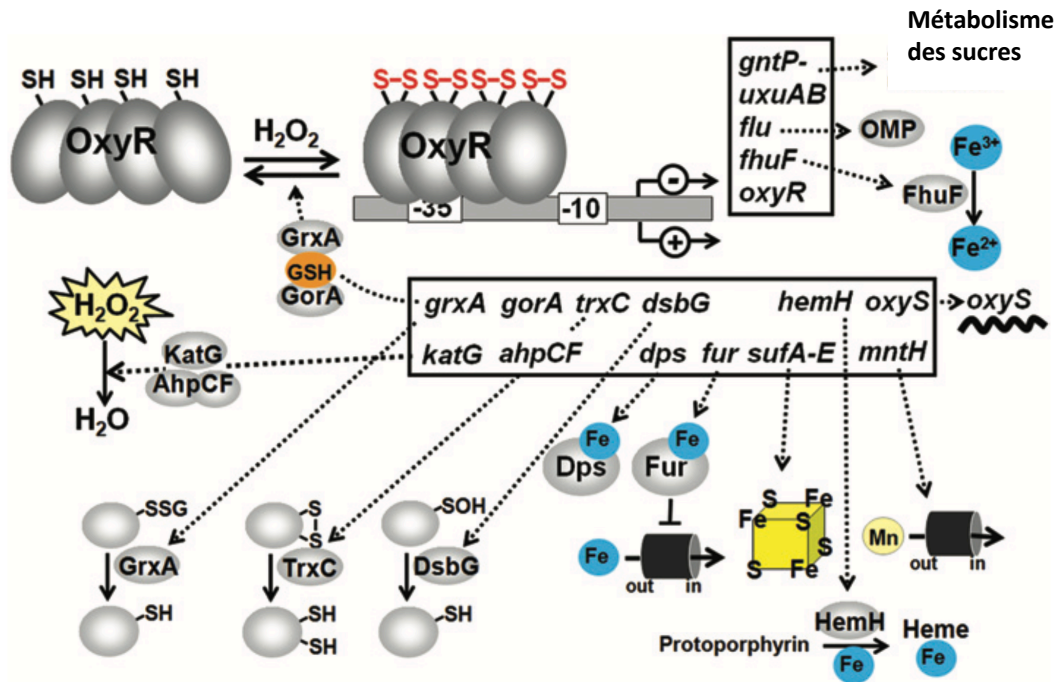 Métabolisme
des sucres
SH SH SH SH
S-S S-S S-S S-S
OxyR
H2O2
OxyR
-35
-10
-
+
gntP-
uxuAB
flu
fhuF
oxyR
OMP
Fe3+
FhuF
Fe2+
GrxA
GSH
GorA
H2O2
KatG
AhpCF
H2O
grxA gorA trxC dsbG hemH oxyS
katG ahpCF dps fur sufA-E mntH
oxyS
SSG
GrxA
SH
S
S
TrxC
SH
SH
SOH
DsbG
SH
Fe
Dps
Fe
Fur
Fe
out in
S Fe
Fe S
S
S Fe
Mn
out in
HemH
Protoporphyrin
Fe
Heme
Fe